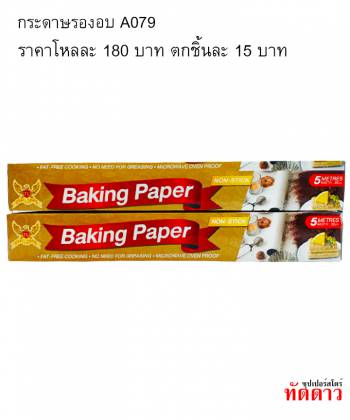 กระดาษรองอบ A079
ราคาโหลละ 180 บาท ตกชิ้นละ 15 บาท
• FAT-FREE COOKING • NO NEED FOR GREASING • MICROWAVE OVEN PROOF
NON-STICK
Baking Paper
5 METRES
NON-STICK
Baking Paper
5 METRES
• FAT-FREE COOKING • NO NEED FOR GREASING • MICROWAVE OVEN PROOF
ซุปเปอร์สโตร์
ทัดดาว